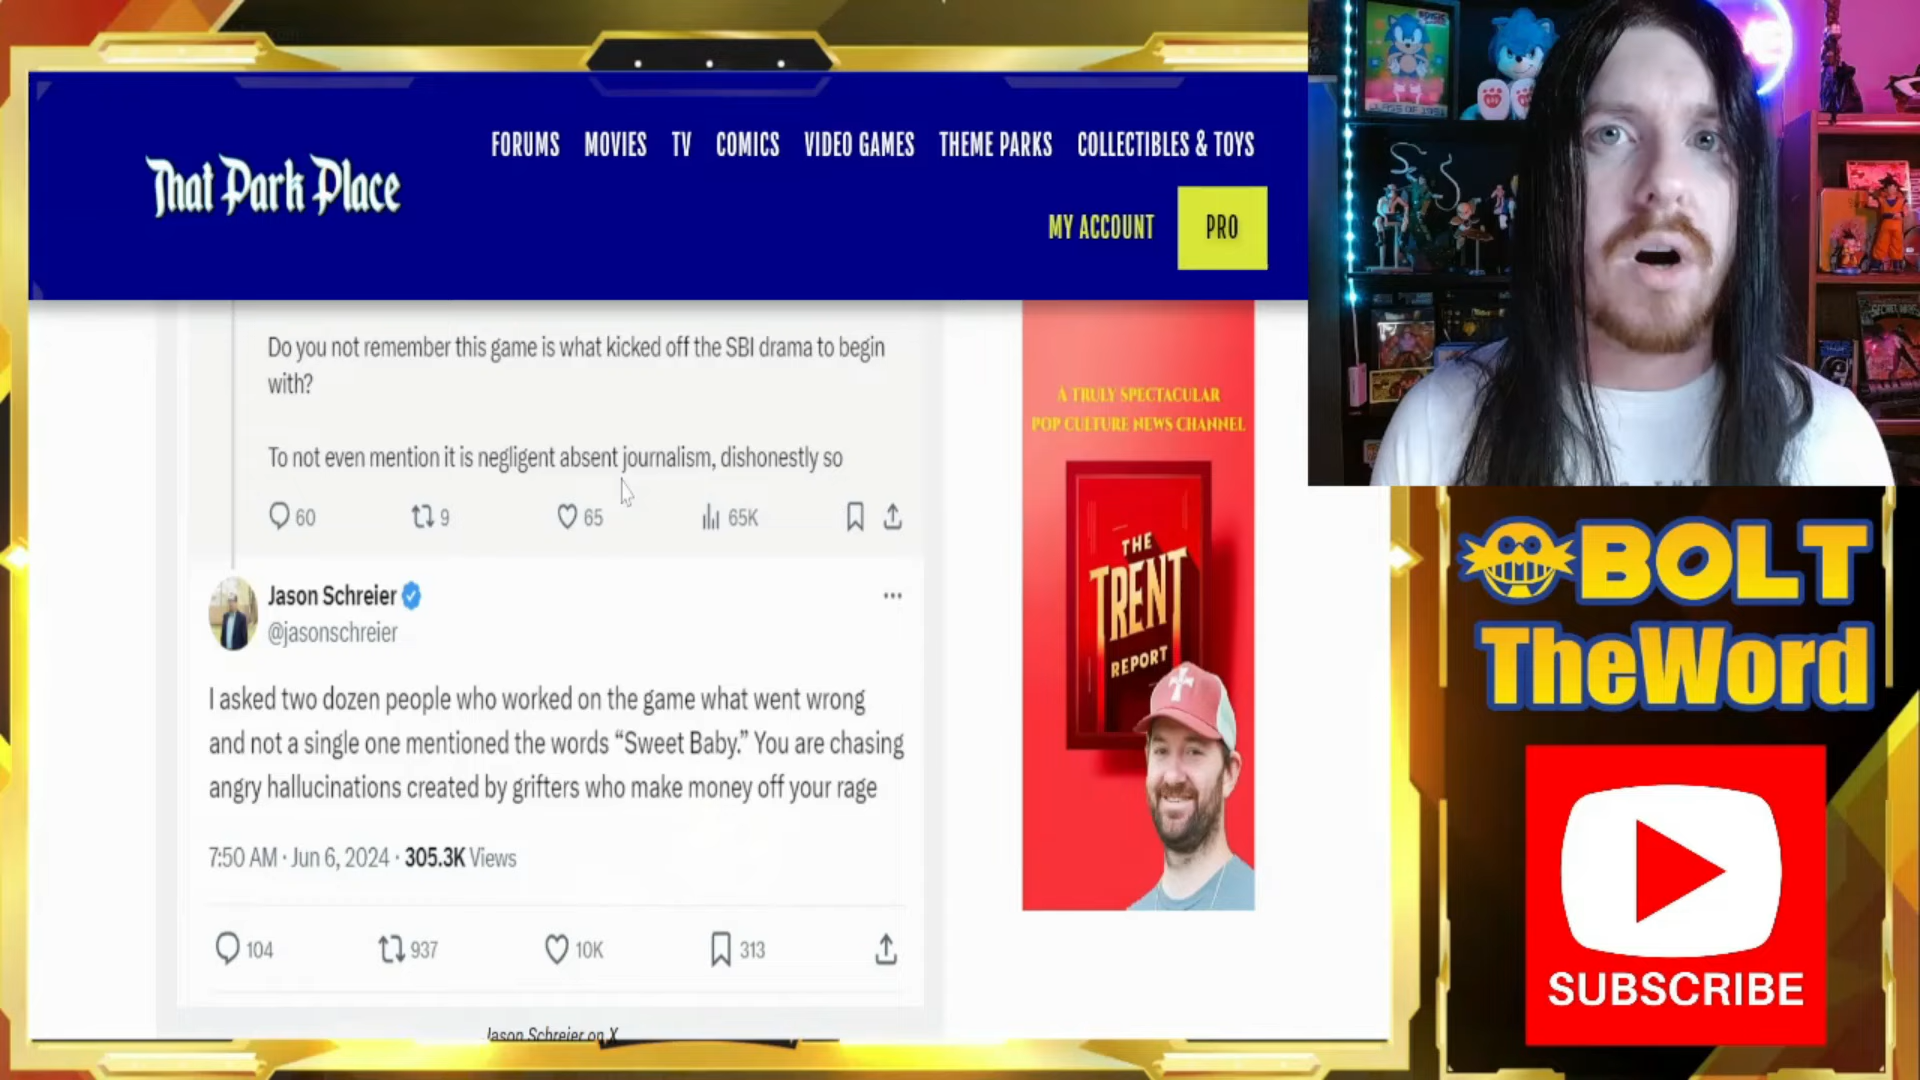 FORUMS MOVIES TV COMICS VIDEO GAMES THEME PARKS COLLECTIBLES & TOYS
That Park Place
MY ACCOUNT PRO
Do you not remember this game is what kicked off the SBI drama to begin
with?
To not even mention it is negligent absent journalism, dishonestly so
60 9 65 65K
Jason Schreier
@jasonschreier
I asked two dozen people who worked on the game what went wrong
and not a single one mentioned the words “Sweet Baby.” You are chasing
angry hallucinations created by grifters who make money off your rage
7:50 AM · Jun 6, 2024 · 305.3K Views
104 937 10K 313
Jason Schreier on X
A TRULY SPECTACULAR
POP CULTURE NEWS CHANNEL
THE
TRENT
REPORT
BOLT
TheWord
SUBSCRIBE